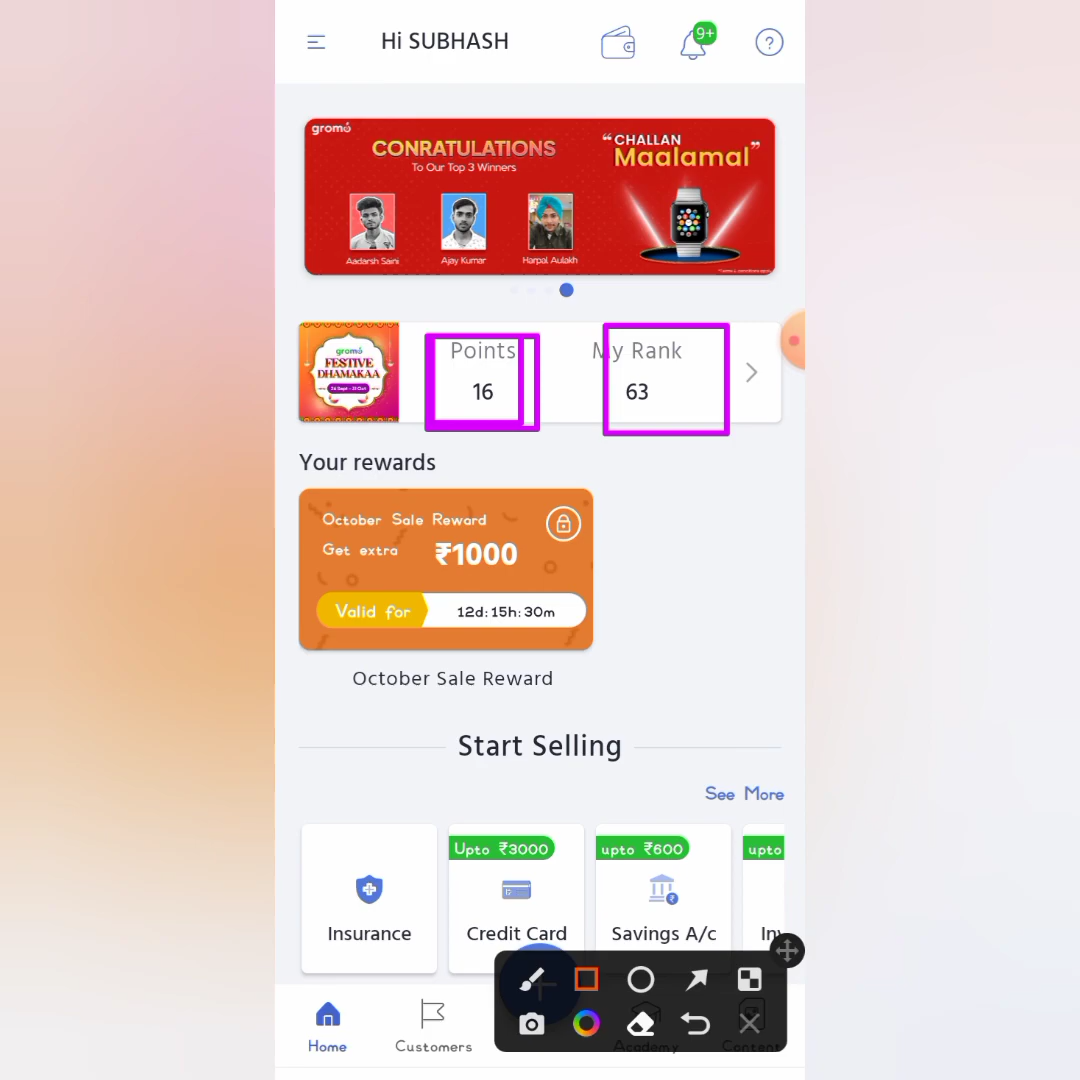 Hi SUBHASH
9+
?
gromo
CONRATULATIONS
To Our Top 3 Winners
“CHALLAN
Maalamal”
Aadarsh Saini
Ajay Kumar
Harpal Aulakh
gromo
FESTIVE
DHAMAKAA
Points
My Rank
16
63
Your rewards
October Sale Reward
Get extra ₹1000
Valid for
12d:15h:30m
October Sale Reward
Start Selling
See More
Upto ₹3000
upto ₹600
upto
Insurance
Credit Card
Savings A/c
Home
Customers
Academy
Content